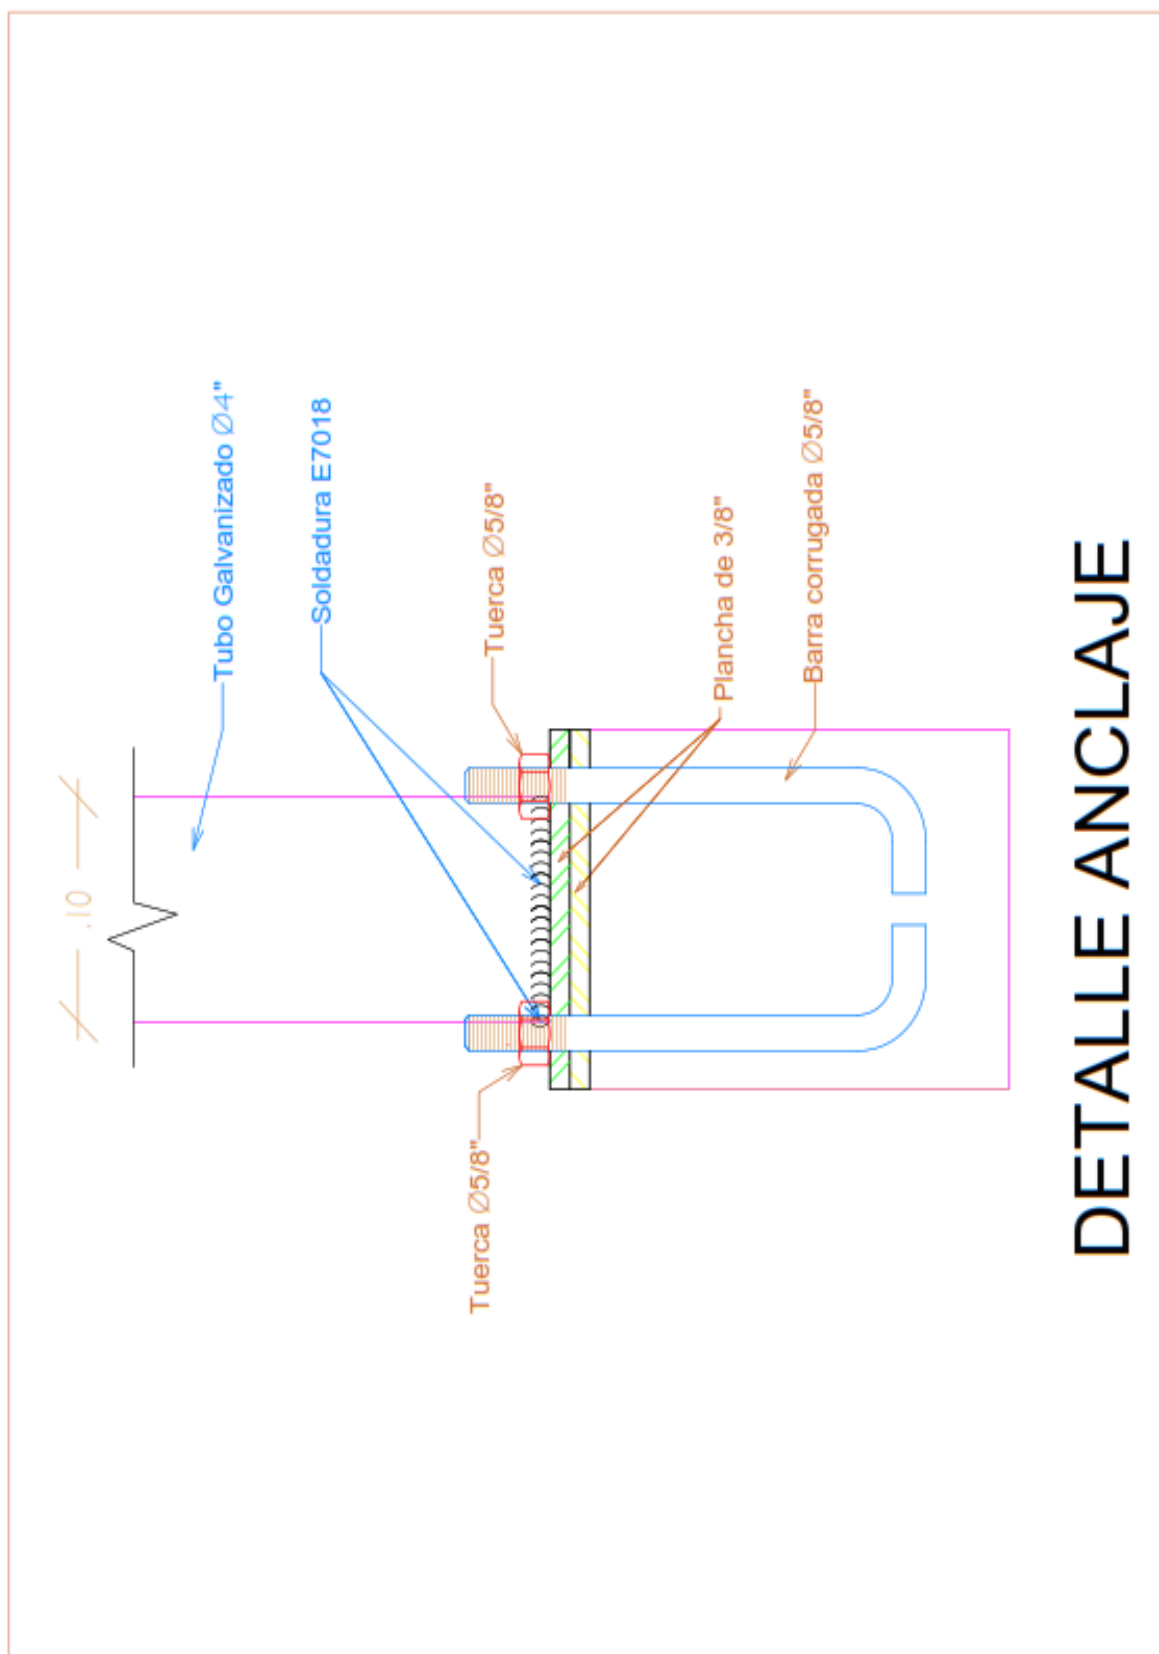 .10
Tubo Galvanizado Ø4"
Soldadura E7018
Tuerca Ø5/8"
Tuerca Ø5/8"
Plancha de 3/8"
Barra corrugada Ø5/8"
DETALLE ANCLAJE